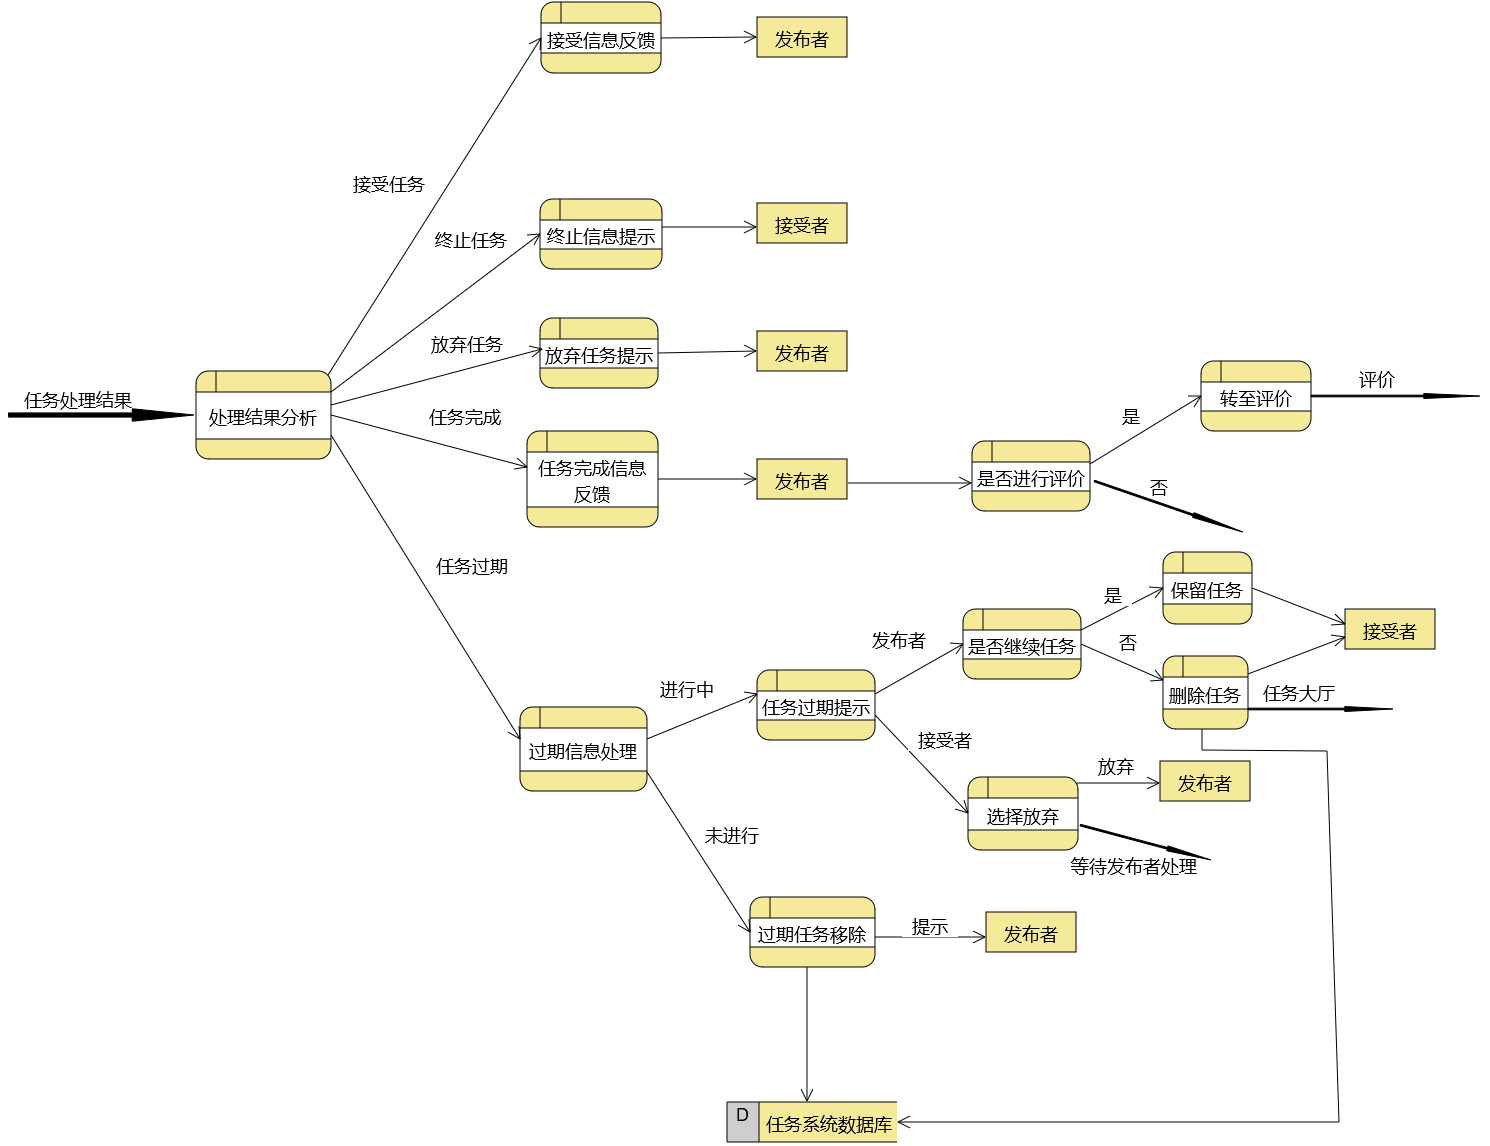 接受信息反馈
发布者
接受任务
终止任务
终止信息提示
接受者
放弃任务
放弃任务提示
发布者
任务处理结果
处理结果分析
任务完成
任务完成信息
反馈
发布者
是否进行评价
是
转至评价
评价
否
任务过期
过期信息处理
进行中
任务过期提示
发布者
是否继续任务
是
保留任务
否
删除任务
接受者
任务大厅
接受者
选择放弃
放弃
发布者
等待发布者处理
未进行
过期任务移除
提示
发布者
D
任务系统数据库